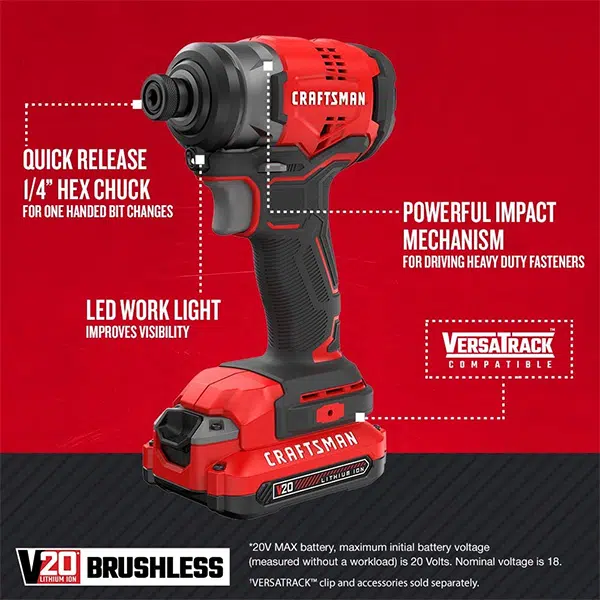 CRAFTSMAN
QUICK RELEASE
1/4" HEX CHUCK
FOR ONE HANDED BIT CHANGES
POWERFUL IMPACT
MECHANISM
FOR DRIVING HEAVY DUTY FASTENERS
LED WORK LIGHT
IMPROVES VISIBILITY
VERSATRACK™
COMPATIBLE
CRAFTSMAN
V20 LITHIUM ION
V20*
LITHIUM ION
BRUSHLESS
*20V MAX battery, maximum initial battery voltage
(measured without a workload) is 20 Volts. Nominal voltage is 18.
†VERSATRACK™ clip and accessories sold separately.